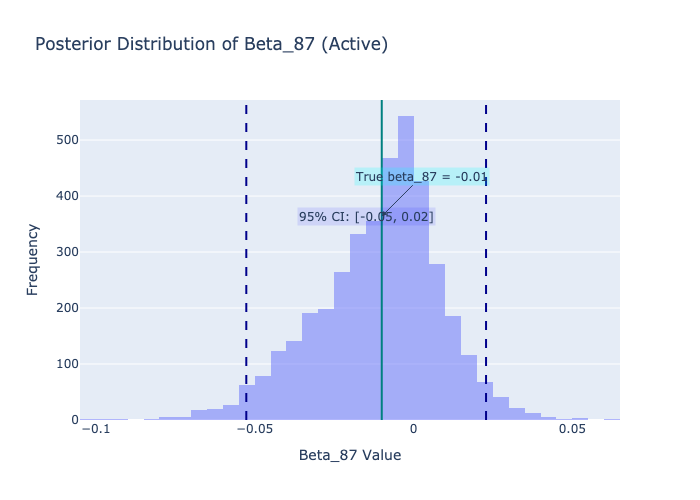 Posterior Distribution of Beta_87 (Active)
500
400
300
200
100
0
Frequency
True beta_87 = -0.01
95% CI: [-0.05, 0.02]
−0.1
−0.05
0
0.05
Beta_87 Value